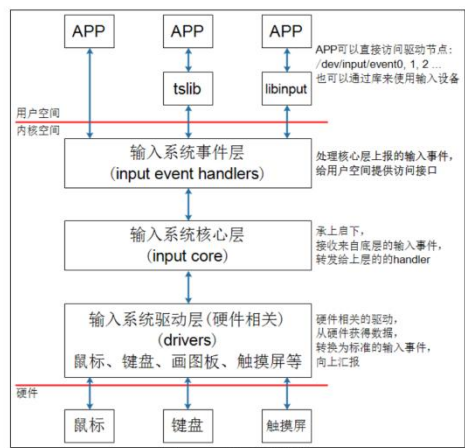 APP
APP
APP
APP可以直接访问驱动节点：
/dev/input/event0, 1, 2 ...
也可以通过库来使用输入设备
tslib
libinput
用户空间
内核空间
输入系统事件层
(input event handlers)
处理核心层上报的输入事件，
给用户空间提供访问接口
输入系统核心层
(input core)
承上启下，
接收来自底层的输入事件，
转发给上层的的handler
输入系统驱动层(硬件相关)
(drivers)
鼠标、键盘、画图板、触摸屏等
硬件相关的驱动，
从硬件获得数据，
转换为标准的输入事件，
向上汇报
硬件
鼠标
键盘
触摸屏